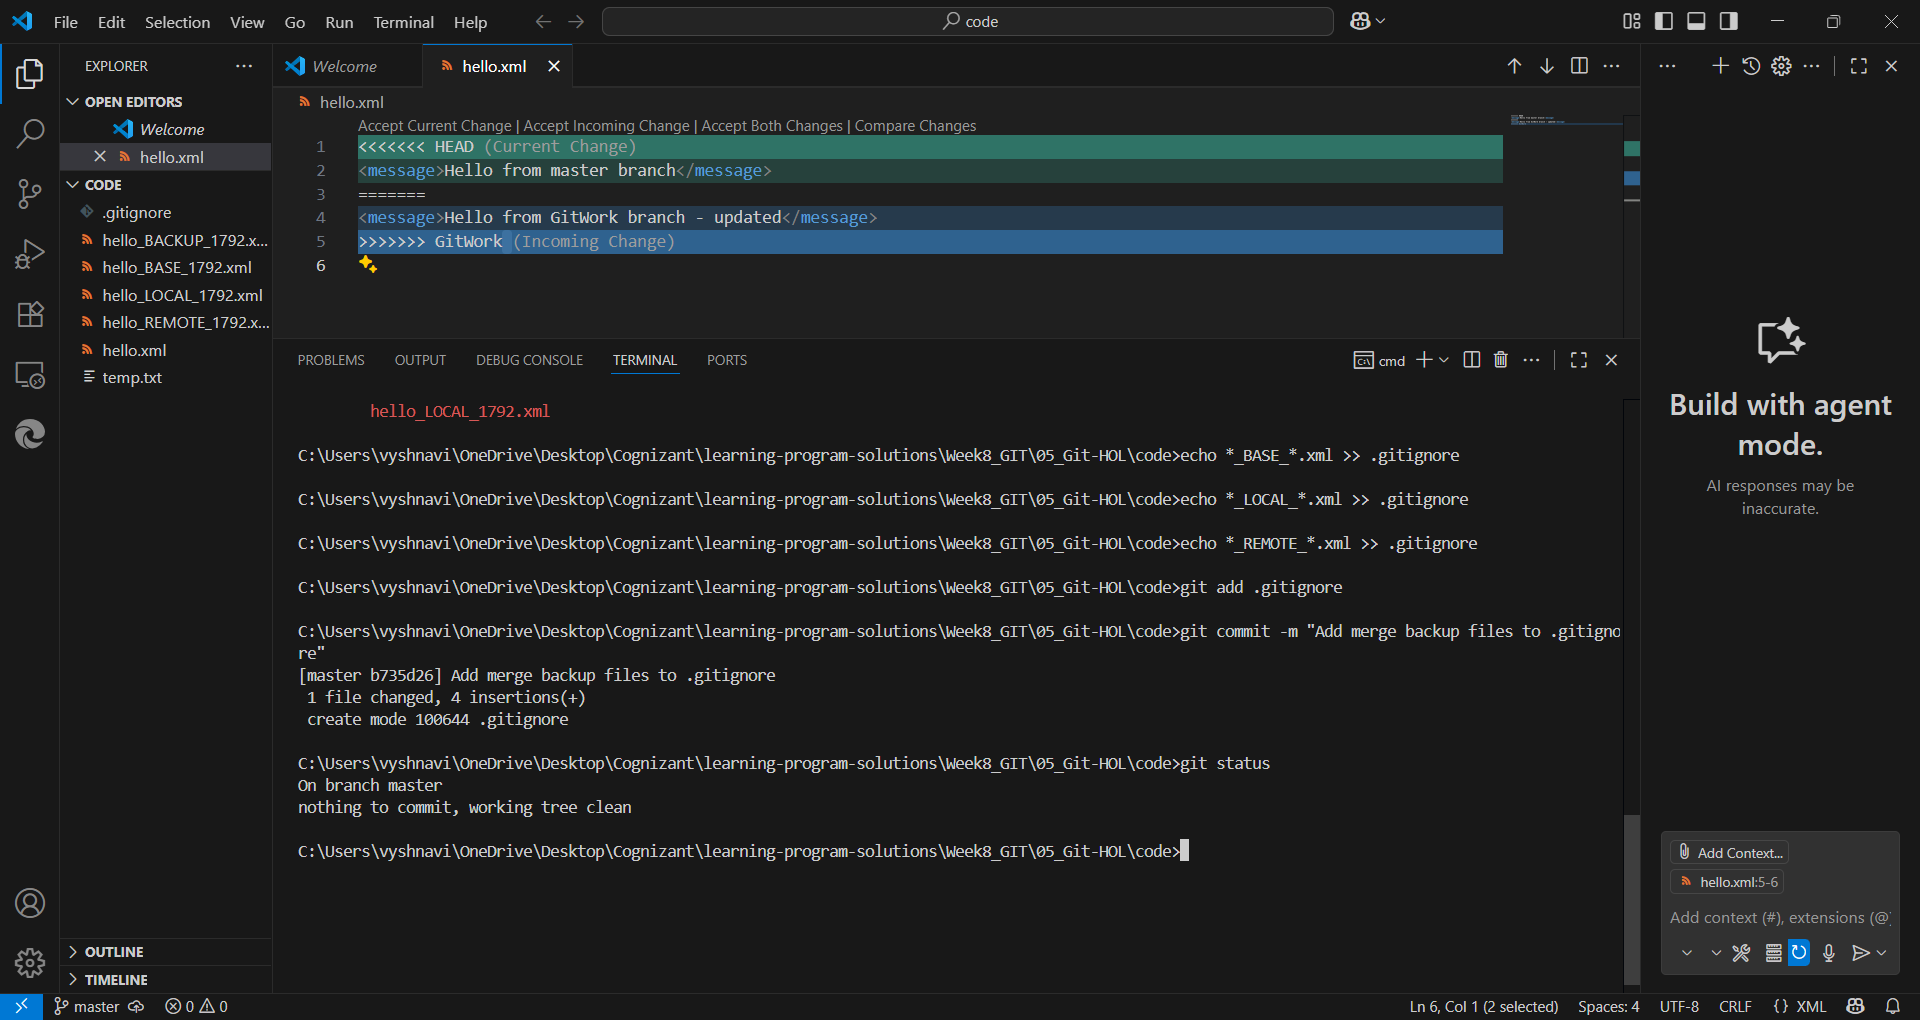 File Edit Selection View Go Run Terminal Help
code
EXPLORER
OPEN EDITORS
Welcome
hello.xml
CODE
.gitignore
hello_BACKUP_1792.x...
hello_BASE_1792.xml
hello_LOCAL_1792.xml
hello_REMOTE_1792.x...
hello.xml
temp.txt
OUTLINE
TIMELINE
Welcome
hello.xml
hello.xml
Accept Current Change | Accept Incoming Change | Accept Both Changes | Compare Changes
1 <<<<<<< HEAD (Current Change)
2 <message>Hello from master branch</message>
3 =======
4 <message>Hello from GitWork branch - updated</message>
5 >>>>>>> GitWork (Incoming Change)
6
PROBLEMS OUTPUT DEBUG CONSOLE TERMINAL PORTS
cmd
hello_LOCAL_1792.xml
C:\Users\vyshnavi\OneDrive\Desktop\Cognizant\learning-program-solutions\Week8_GIT\05_Git-HOL\code>echo *_BASE_*.xml >> .gitignore
C:\Users\vyshnavi\OneDrive\Desktop\Cognizant\learning-program-solutions\Week8_GIT\05_Git-HOL\code>echo *_LOCAL_*.xml >> .gitignore
C:\Users\vyshnavi\OneDrive\Desktop\Cognizant\learning-program-solutions\Week8_GIT\05_Git-HOL\code>echo *_REMOTE_*.xml >> .gitignore
C:\Users\vyshnavi\OneDrive\Desktop\Cognizant\learning-program-solutions\Week8_GIT\05_Git-HOL\code>git add .gitignore
C:\Users\vyshnavi\OneDrive\Desktop\Cognizant\learning-program-solutions\Week8_GIT\05_Git-HOL\code>git commit -m "Add merge backup files to .gitigno
re"
[master b735d26] Add merge backup files to .gitignore
1 file changed, 4 insertions(+)
create mode 100644 .gitignore
C:\Users\vyshnavi\OneDrive\Desktop\Cognizant\learning-program-solutions\Week8_GIT\05_Git-HOL\code>git status
On branch master
nothing to commit, working tree clean
C:\Users\vyshnavi\OneDrive\Desktop\Cognizant\learning-program-solutions\Week8_GIT\05_Git-HOL\code>
Build with agent
mode.
AI responses may be
inaccurate.
Add Context...
hello.xml:5-6
Add context (#), extensions (@)
master
0 0
Ln 6, Col 1 (2 selected) Spaces: 4 UTF-8 CRLF {} XML